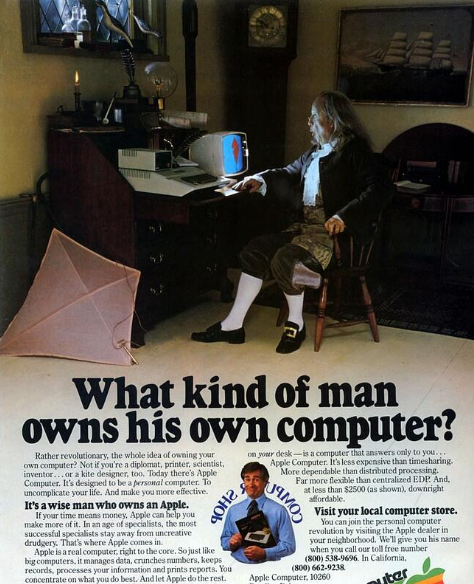 What kind of man
owns his own computer?
Rather revolutionary, the whole idea of owning your
own computer? Not if you're a diplomat, printer, scientist,
inventor... or a kite designer, too. Today there's Apple
Computer. It's designed to be a personal computer. To
uncomplicate your life. And make you more effective.
It's a wise man who owns an Apple.
If your time means money, Apple can help you
make more of it. In an age of specialists, the most
successful specialists stay away from uncreative
drudgery. That's where Apple comes in.
Apple is a real computer, right to the core. So just like
big computers, it manages data, crunches numbers, keeps
records, processes your information and prints reports. You
concentrate on what you do best. And let Apple do the rest.
COMPU SHOP
on your desk — is a computer that answers only to you...
Apple Computer. It's less expensive than timesharing.
More dependable than distributed processing.
Far more flexible than centralized EDP. And,
at less than $2500 (as shown), downright
affordable.
Visit your local computer store.
You can join the personal computer
revolution by visiting the Apple dealer in
your neighborhood. We'll give you his name
when you call our toll free number
(800) 538-9696. In California,
(800) 662-9238.
Apple Computer, 10260
puter